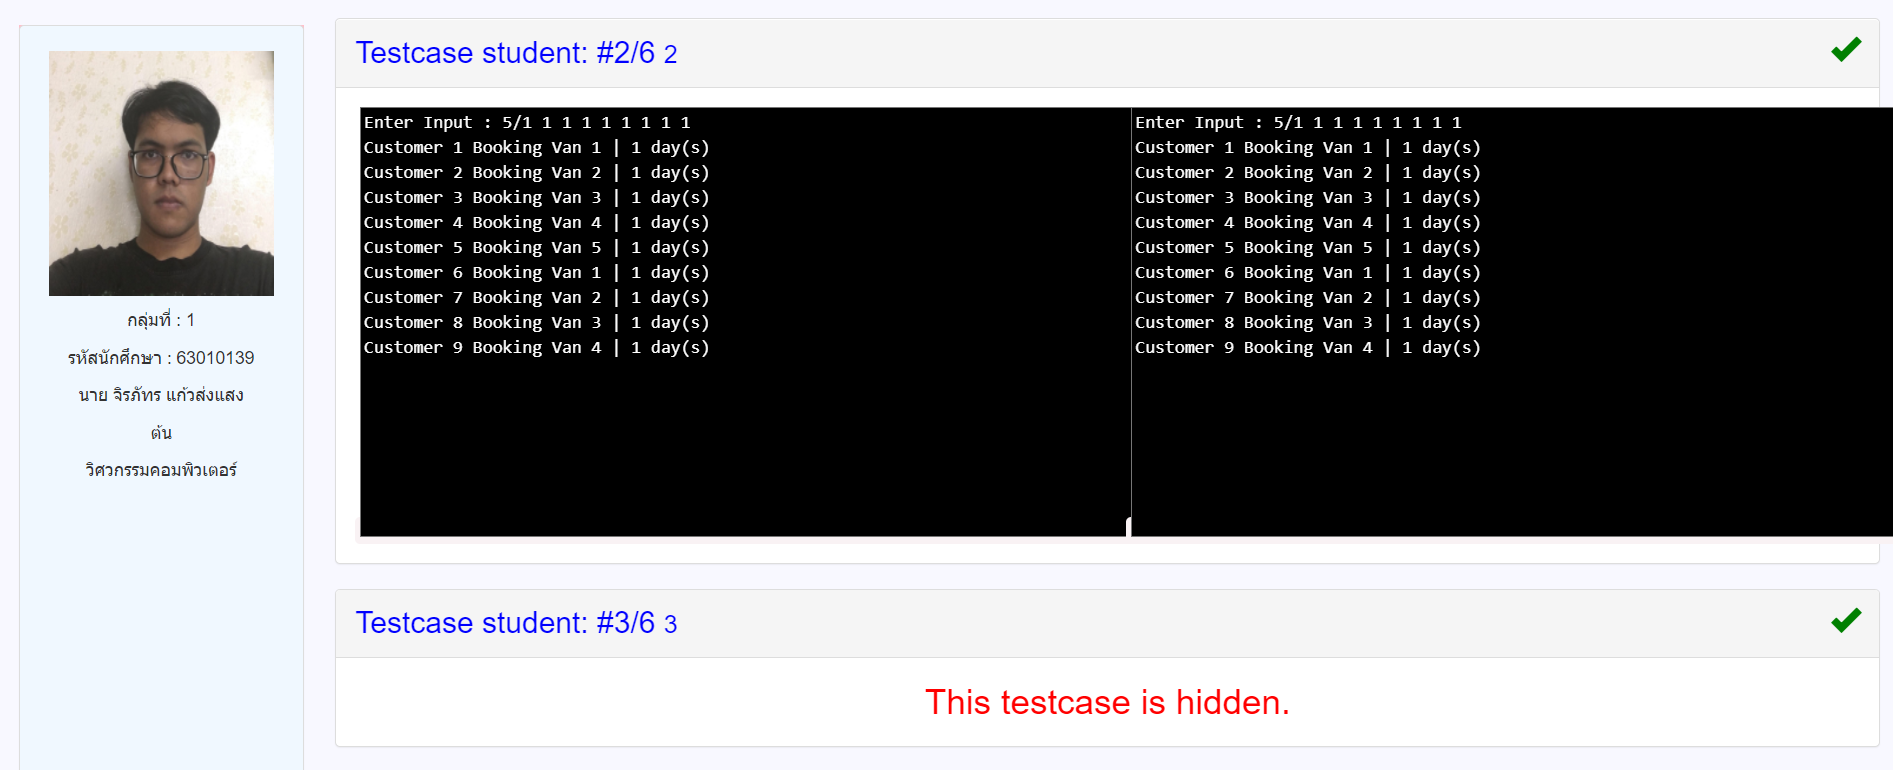 กลุ่มที่ : 1
รหัสนักศึกษา : 63010139
นาย จิรภัทร แก้วส่งแสง
ต้น
วิศวกรรมคอมพิวเตอร์
Testcase student: #2/6 2
Enter Input : 5/1 1 1 1 1 1 1 1 1
Customer 1 Booking Van 1 | 1 day(s)
Customer 2 Booking Van 2 | 1 day(s)
Customer 3 Booking Van 3 | 1 day(s)
Customer 4 Booking Van 4 | 1 day(s)
Customer 5 Booking Van 5 | 1 day(s)
Customer 6 Booking Van 1 | 1 day(s)
Customer 7 Booking Van 2 | 1 day(s)
Customer 8 Booking Van 3 | 1 day(s)
Customer 9 Booking Van 4 | 1 day(s)
Enter Input : 5/1 1 1 1 1 1 1 1 1
Customer 1 Booking Van 1 | 1 day(s)
Customer 2 Booking Van 2 | 1 day(s)
Customer 3 Booking Van 3 | 1 day(s)
Customer 4 Booking Van 4 | 1 day(s)
Customer 5 Booking Van 5 | 1 day(s)
Customer 6 Booking Van 1 | 1 day(s)
Customer 7 Booking Van 2 | 1 day(s)
Customer 8 Booking Van 3 | 1 day(s)
Customer 9 Booking Van 4 | 1 day(s)
Testcase student: #3/6 3
This testcase is hidden.